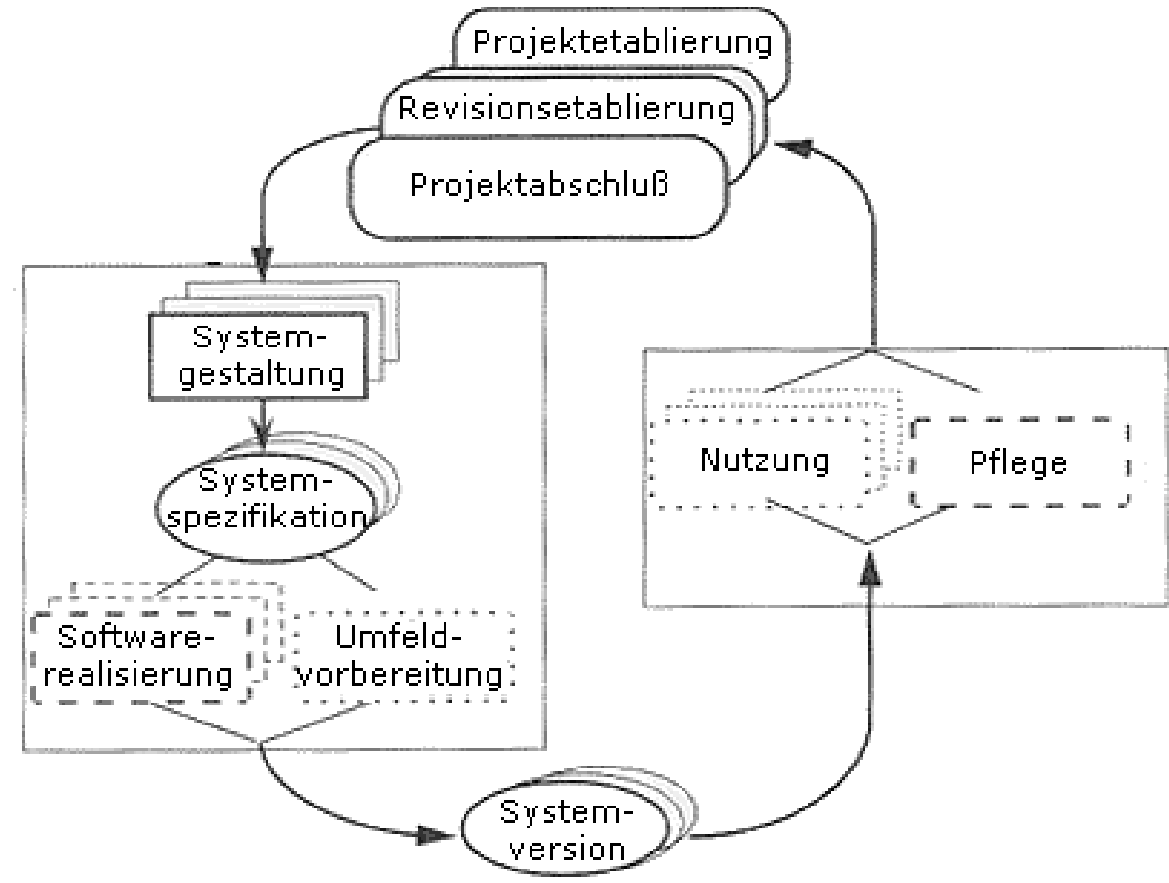 Projektetablierung
Revisionsetablierung
Projektabschluß
System-
gestaltung
System-
spezifikation
Software-
realisierung
Umfeld-
vorbereitung
System-
version
Nutzung
Pflege